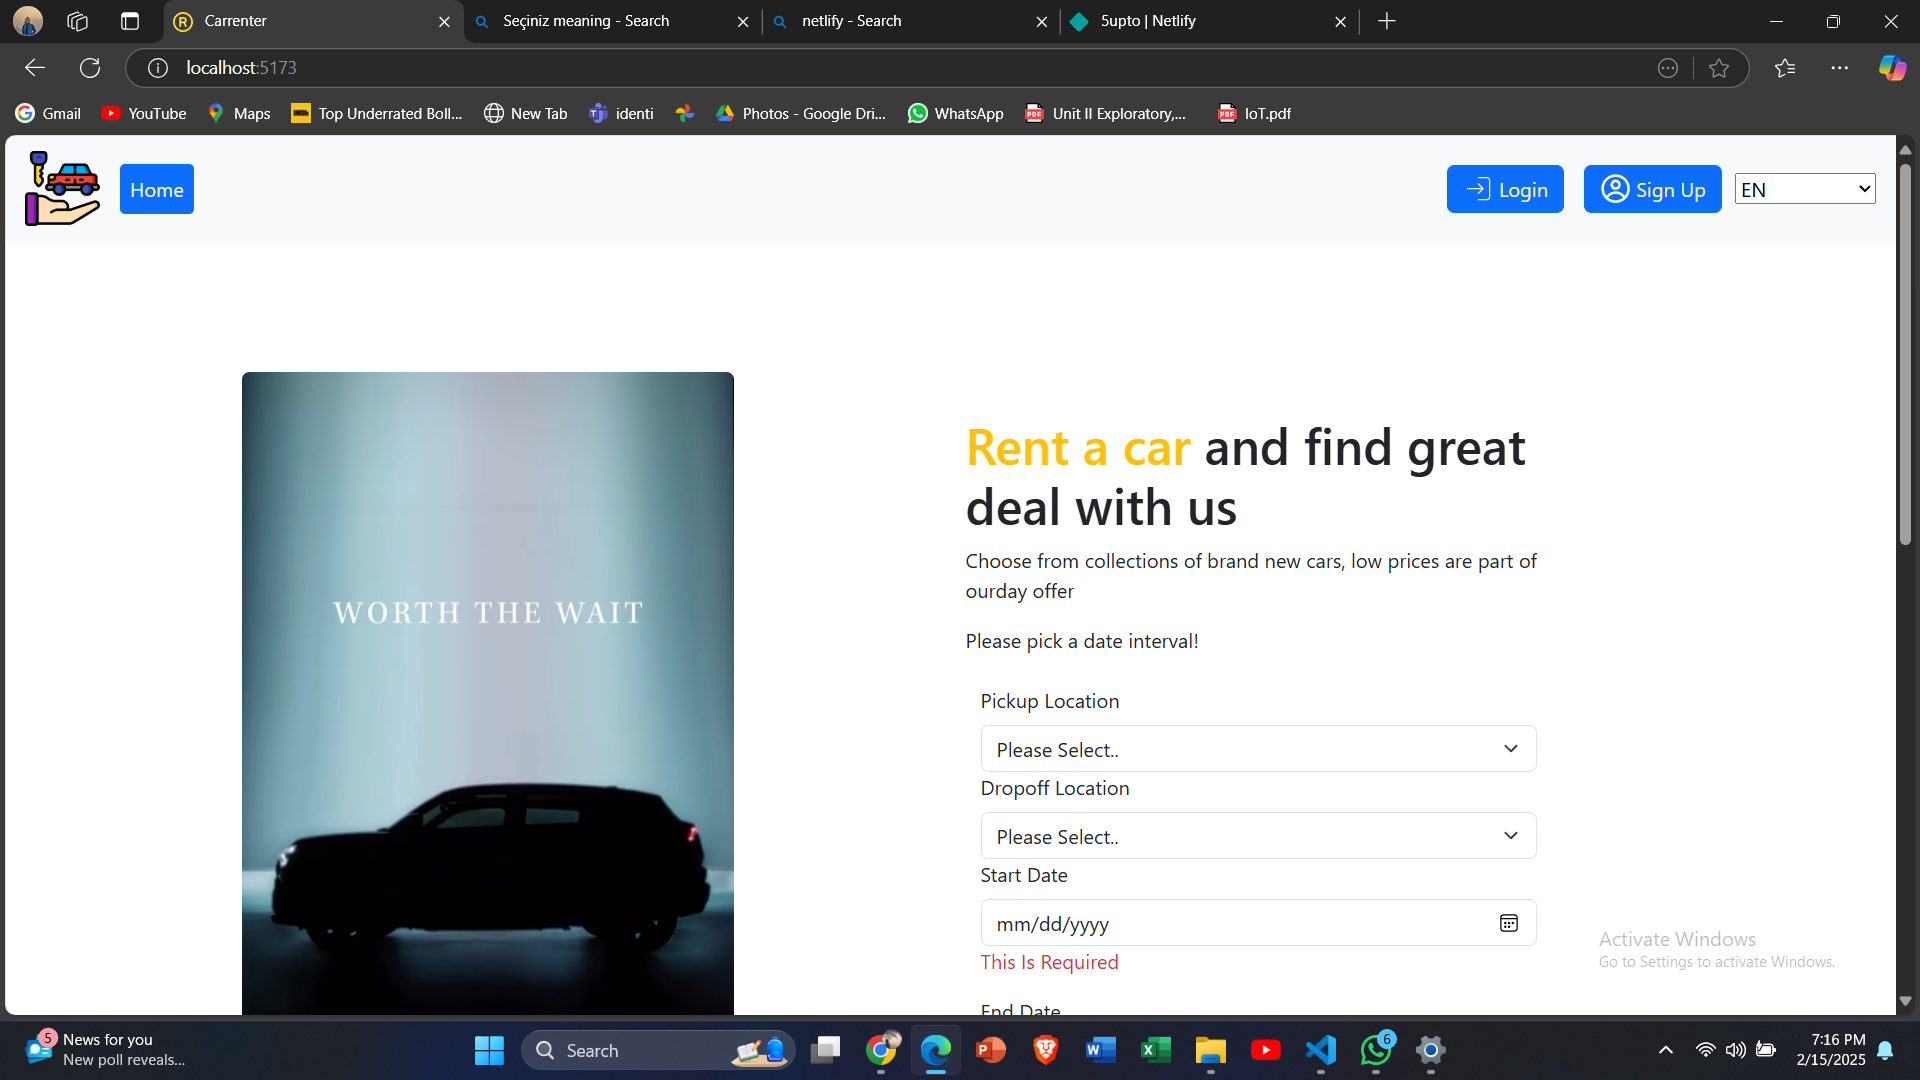 Carrenter
Seçiniz meaning - Search
netlify - Search
5upto | Netlify
localhost:5173
Gmail
YouTube
Maps
Top Underrated Boll...
New Tab
identi
Photos - Google Dri...
WhatsApp
Unit II Exploratory,...
IoT.pdf
Home
Login
Sign Up
EN
WORTH THE WAIT
Rent a car and find great
deal with us
Choose from collections of brand new cars, low prices are part of
ourday offer
Please pick a date interval!
Pickup Location
Please Select..
Dropoff Location
Please Select..
Start Date
mm/dd/yyyy
This Is Required
End Date
Activate Windows
Go to Settings to activate Windows.
5
News for you
New poll reveals...
Search
6
7:16 PM
2/15/2025